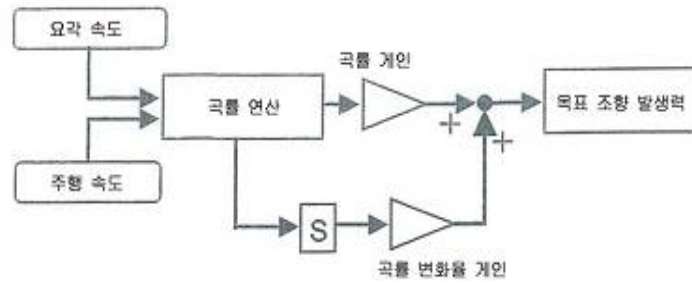 요각 속도
곡률 게인
곡률 연산
목표 조향 발생력
+
+
주행 속도
S
곡률 변화율 게인